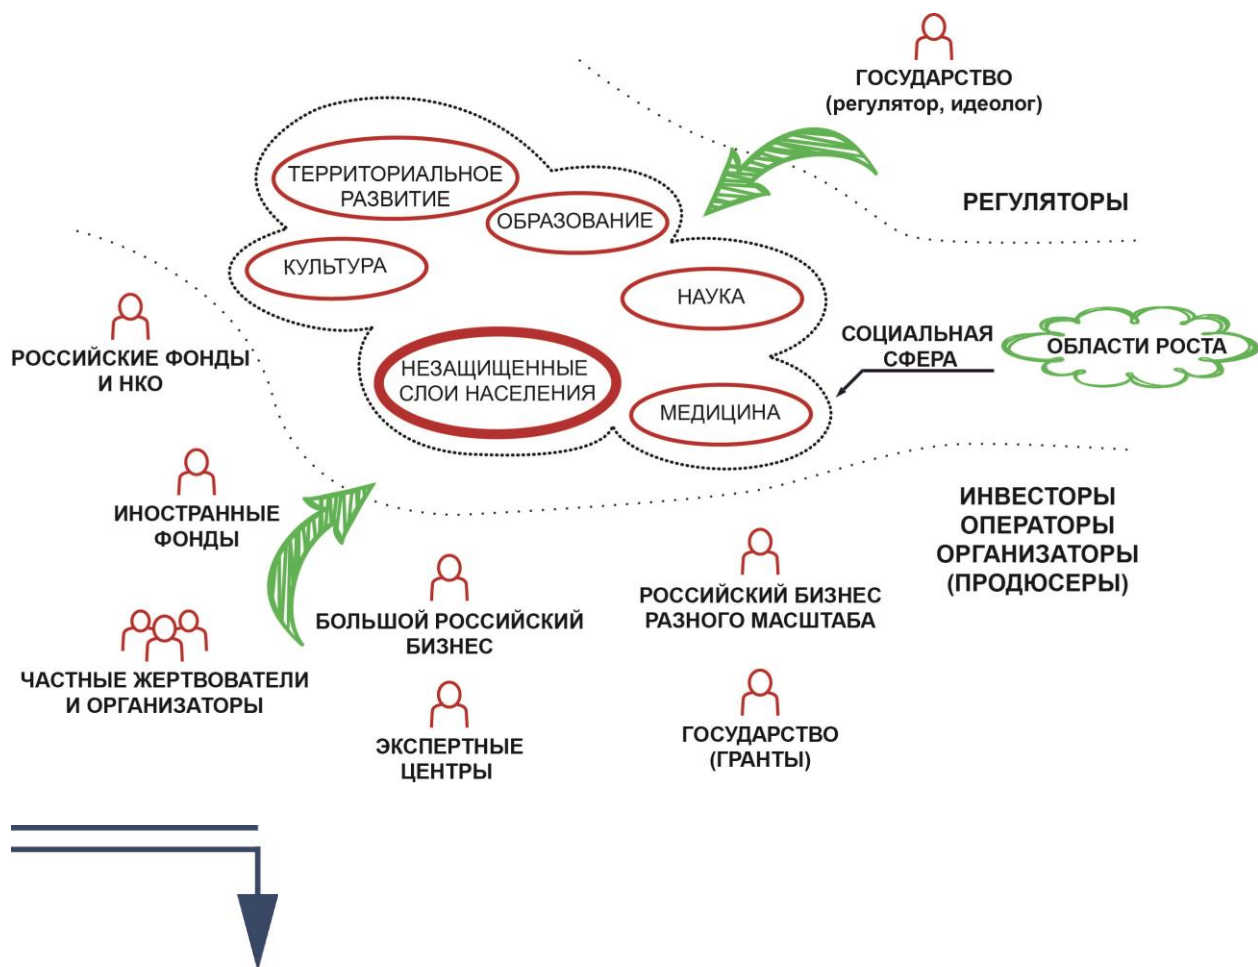 ГОСУДАРСТВО
(регулятор, идеолог)
ТЕРРИТОРИАЛЬНОЕ
РАЗВИТИЕ
ОБРАЗОВАНИЕ
РЕГУЛЯТОРЫ
КУЛЬТУРА
НАУКА
РОССИЙСКИЕ ФОНДЫ
И НКО
НЕЗАЩИЩЕННЫЕ
СЛОИ НАСЕЛЕНИЯ
МЕДИЦИНА
СОЦИАЛЬНАЯ
СФЕРА
ОБЛАСТИ РОСТА
ИНОСТРАННЫЕ
ФОНДЫ
ИНВЕСТОРЫ
ОПЕРАТОРЫ
ОРГАНИЗАТОРЫ
(ПРОДЮСЕРЫ)
БОЛЬШОЙ РОССИЙСКИЙ
БИЗНЕС
РОССИЙСКИЙ БИЗНЕС
РАЗНОГО МАСШТАБА
ЧАСТНЫЕ ЖЕРТВОВАТЕЛИ
И ОРГАНИЗАТОРЫ
ЭКСПЕРТНЫЕ
ЦЕНТРЫ
ГОСУДАРСТВО
(ГРАНТЫ)